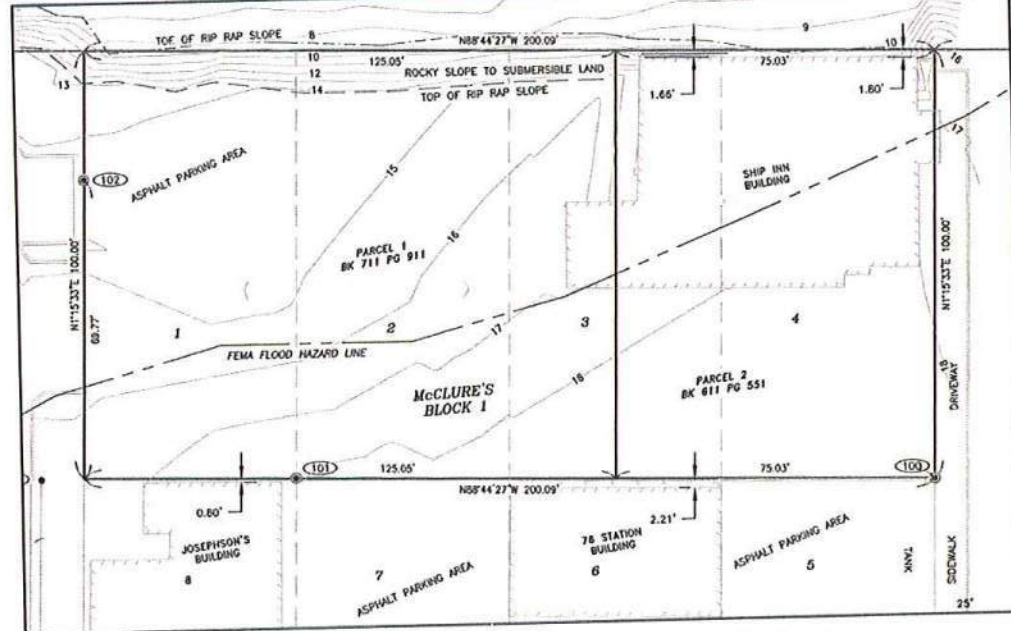 TOE OF RIP RAP SLOPE
8
N88°44'27"W 200.09'
9
10
125.05'
75.03'
10
12
ROCKY SLOPE TO SUBMERSIBLE LAND
16
13
14
TOP OF RIP RAP SLOPE
1.66'
1.80'
17
102
ASPHALT PARKING AREA
15
SHIP INN
BUILDING
16
PARCEL 1
BK 711 PG 911
N1°15'33"E 100.00'
69.77'
N1°15'33"E 100.00'
1
2
17
3
4
FEMA FLOOD HAZARD LINE
18
18
PARCEL 2
BK 611 PG 551
DRIVEWAY
McCLURE'S
BLOCK 1
101
125.05'
75.03'
100
N88°44'27"W 200.09'
0.80'
2.21'
JOSEPHSON'S
BUILDING
76 STATION
BUILDING
ASPHALT PARKING AREA
TANK
SIDEWALK
8
7
6
5
ASPHALT PARKING AREA
25'